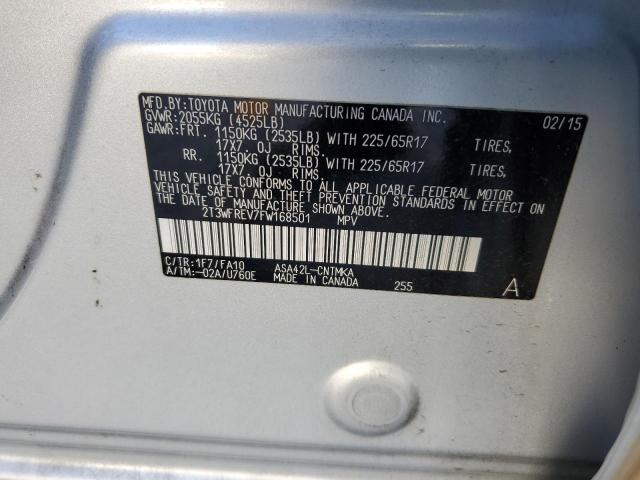 MFD.BY:TOYOTA MOTOR MANUFACTURING CANADA INC. 02/15
GVWR:2055KG (4525LB)
GAWR:FRT. 1150KG (2535LB) WITH 225/65R17 TIRES,
17X7.0J RIMS,
RR. 1150KG (2535LB) WITH 225/65R17 TIRES,
17X7.0J RIMS.
THIS VEHICLE CONFORMS TO ALL APPLICABLE FEDERAL MOTOR
VEHICLE SAFETY AND THEFT PREVENTION STANDARDS IN EFFECT ON
THE DATE OF MANUFACTURE SHOWN ABOVE.
2T3WFREV7FW168501 MPV
C/TR:1F7/FA10 ASA42L-CNTMKA
A/TM:-02A/U760E MADE IN CANADA 255 A